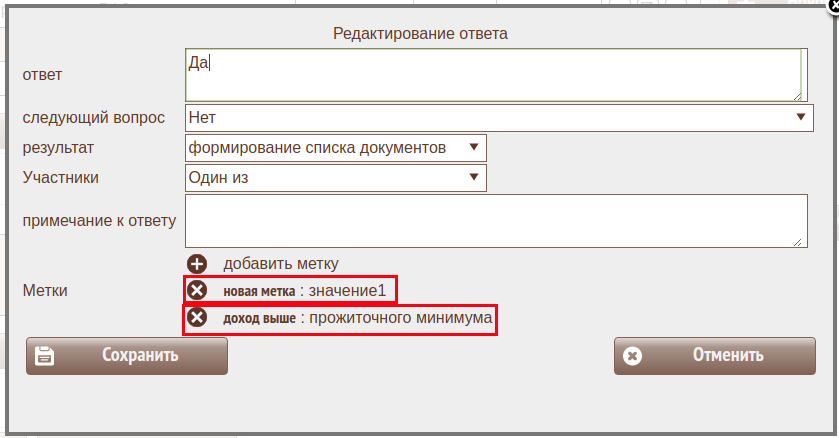 Редактирование ответа
ответ Да
следующий вопрос Нет
результат формирование списка документов
Участники Один из
примечание к ответу
добавить метку
Метки новая метка : значение1
доход выше : прожиточного минимума
Сохранить Отменить